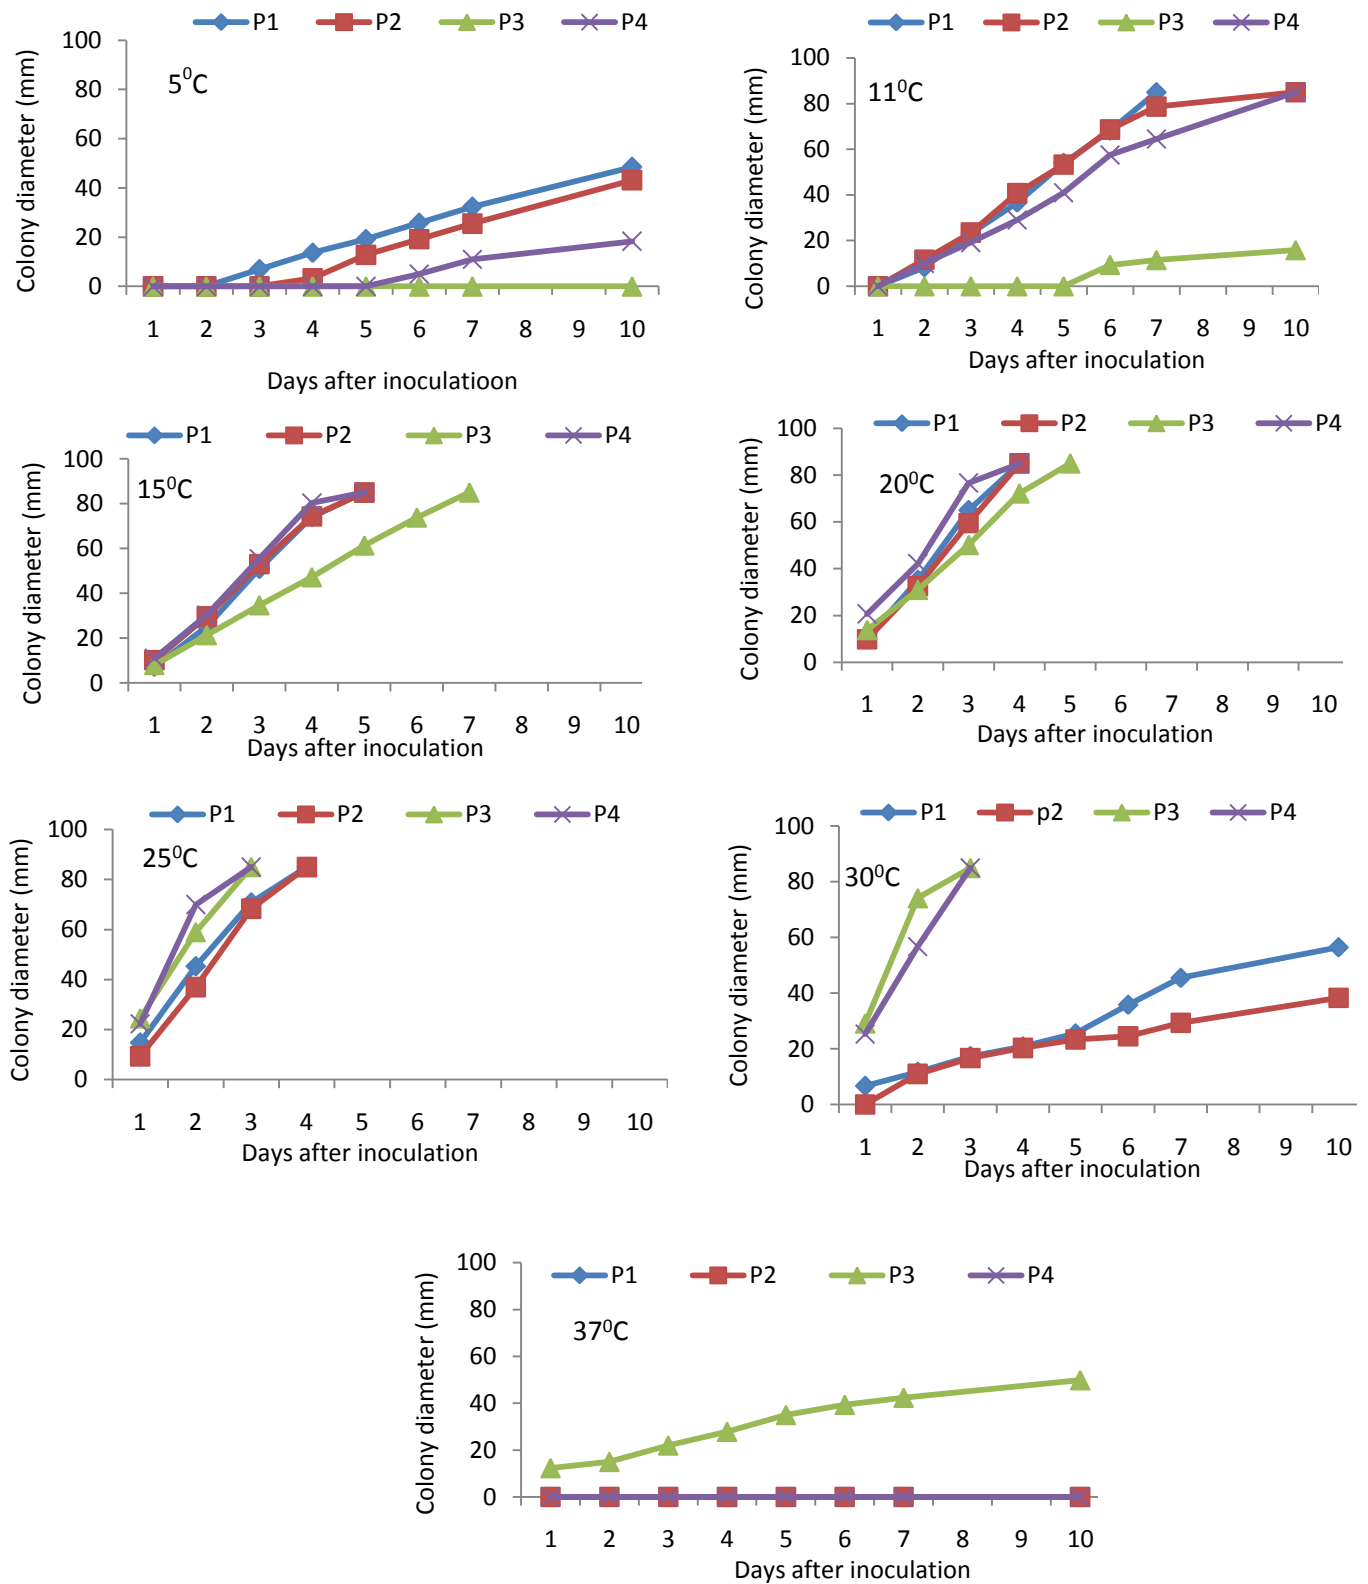 P1 P2 P3 P4
100
80
60
40
20
0
5⁰C
Colony diameter (mm)
1 2 3 4 5 6 7 8 9 10
Days after inoculatioon
P1 P2 P3 P4
100
80
60
40
20
0
11⁰C
Colony diameter (mm)
1 2 3 4 5 6 7 8 9 10
Days after inoculation
P1 P2 P3 P4
100
80
60
40
20
0
15⁰C
Colony diameter (mm)
1 2 3 4 5 6 7 8 9 10
Days after inoculation
P1 P2 P3 P4
100
80
60
40
20
0
20⁰C
Colony diameter (mm)
1 2 3 4 5 6 7 8 9 10
Days after inoculation
P1 P2 P3 P4
100
80
60
40
20
0
25⁰C
Colony diameter (mm)
1 2 3 4 5 6 7 8 9 10
Days after inoculation
P1 p2 P3 P4
100
80
60
40
20
0
30⁰C
Colony diameter (mm)
1 2 3 4 5 6 7 8 9 10
Days after inoculation
P1 P2 P3 P4
100
80
60
40
20
0
37⁰C
Colony diameter (mm)
1 2 3 4 5 6 7 8 9 10
Days after inoculation